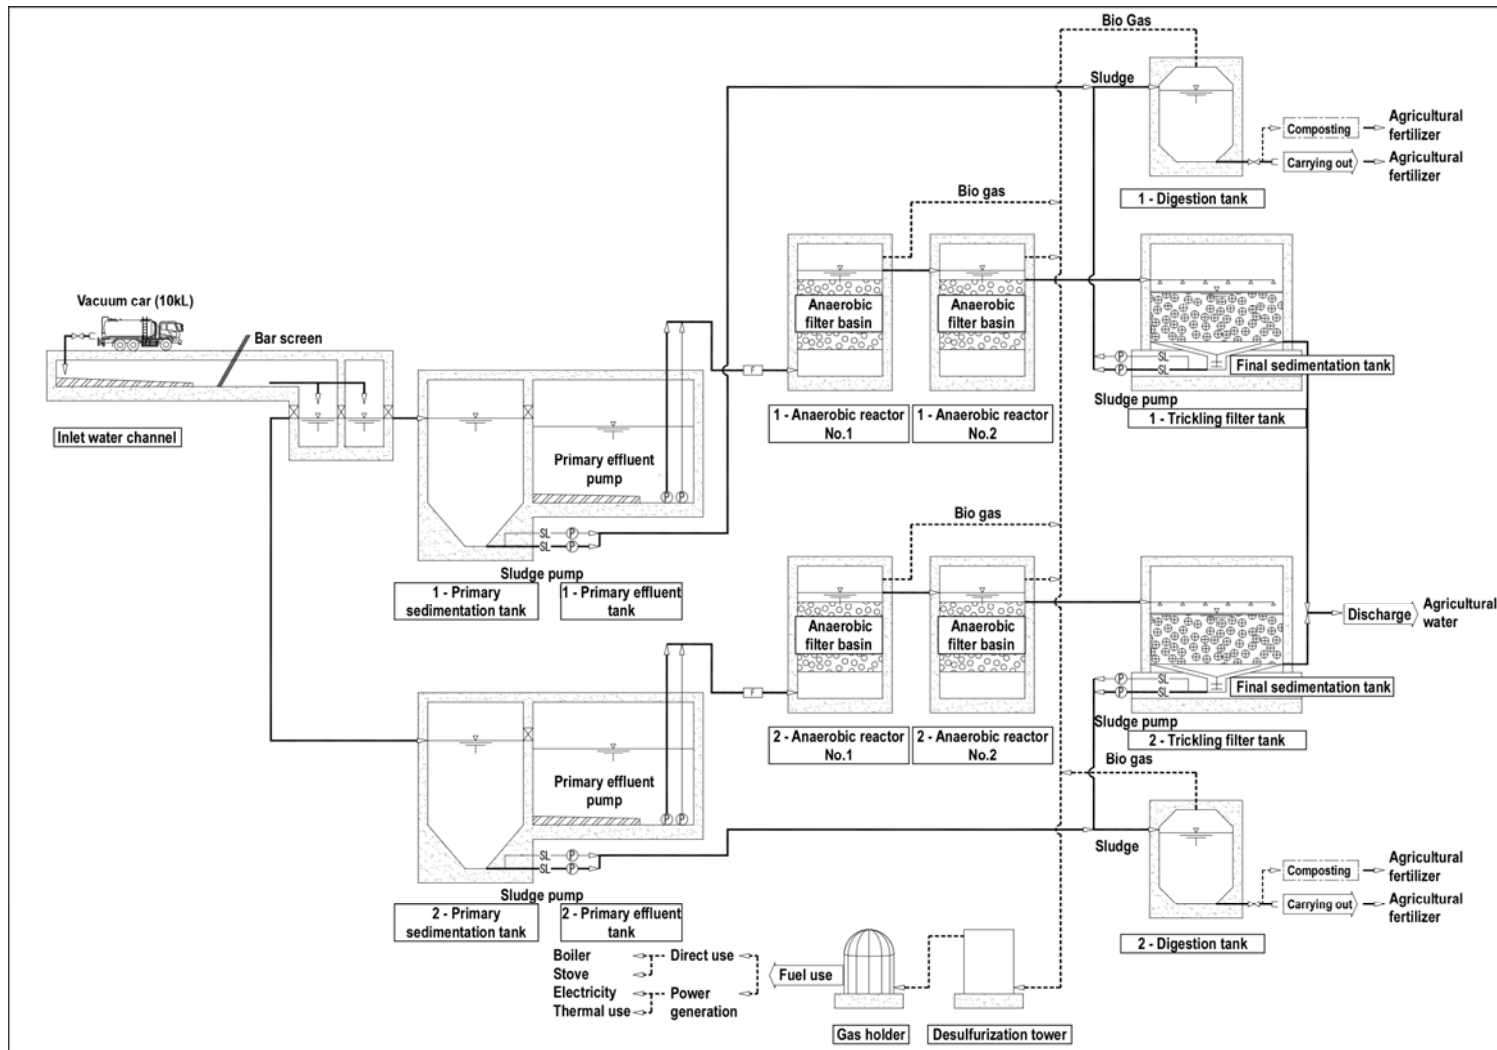 Bio Gas
Sludge
Composting
Agricultural
fertilizer
Carrying out
Agricultural
fertilizer
1 - Digestion tank
Bio gas
Vacuum car (10kL)
Bar screen
Inlet water channel
Anaerobic
filter basin
Anaerobic
filter basin
F
P
SL
P
SL
Final sedimentation tank
Sludge pump
1 - Anaerobic reactor
No.1
1 - Anaerobic reactor
No.2
1 - Trickling filter tank
Primary effluent
pump
P
P
SL
P
SL
P
Sludge pump
1 - Primary
sedimentation tank
1 - Primary effluent
tank
Bio gas
Anaerobic
filter basin
Anaerobic
filter basin
Discharge
Agricultural
water
F
P
SL
P
SL
Final sedimentation tank
Sludge pump
2 - Anaerobic reactor
No.1
2 - Anaerobic reactor
No.2
2 - Trickling filter tank
Bio gas
Primary effluent
pump
P
P
SL
P
SL
P
Sludge
Sludge pump
2 - Primary
sedimentation tank
2 - Primary effluent
tank
Composting
Agricultural
fertilizer
Carrying out
Agricultural
fertilizer
2 - Digestion tank
Boiler
Stove
Direct use
Electricity
Thermal use
Power
generation
Fuel use
Gas holder
Desulfurization tower